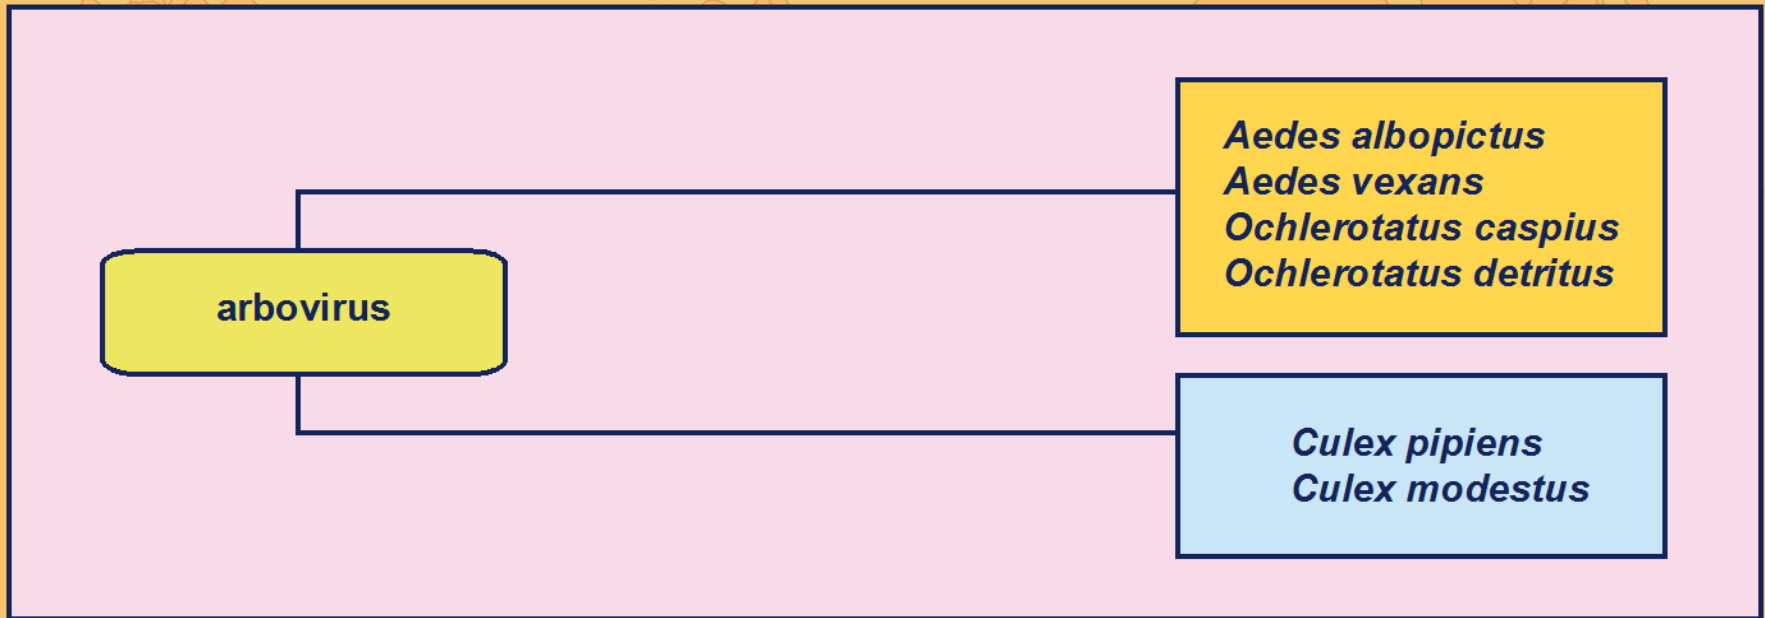 arbovirus
Aedes albopictus
Aedes vexans
Ochlerotatus caspius
Ochlerotatus detritus
Culex pipiens
Culex modestus